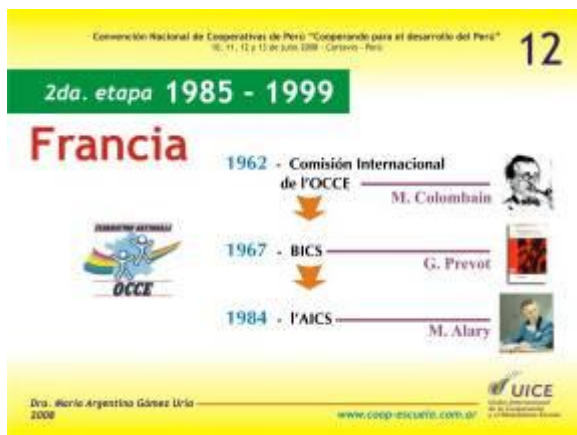 Convención Nacional de Cooperativas de Perú "Cooperando para el desarrollo del Perú"
10, 11, 12 y 13 de julio 2008 - Cartavio - Perú
12
2da. etapa 1985 - 1999
Francia
1962 - Comisión Internacional
de l'OCCE
M. Colombain
1967 - BICS
G. Prevot
OCCE
1984 - l'AICS
M. Alary
UICE
Dra. María Argentina Gómez Uría
2008
www.coop-escuela.com.ar